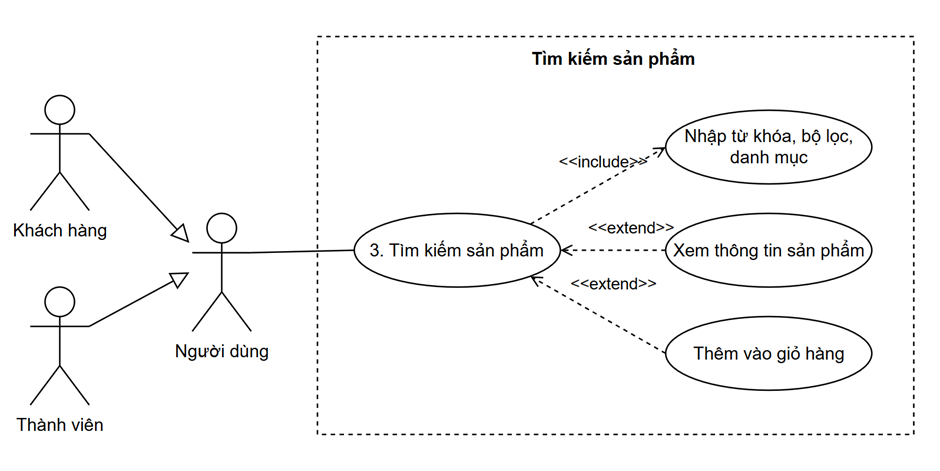 Tìm kiếm sản phẩm
Khách hàng
Thành viên
Người dùng
3. Tìm kiếm sản phẩm
<<include>>
Nhập từ khóa, bộ lọc,
danh mục
<<extend>>
Xem thông tin sản phẩm
<<extend>>
Thêm vào giỏ hàng